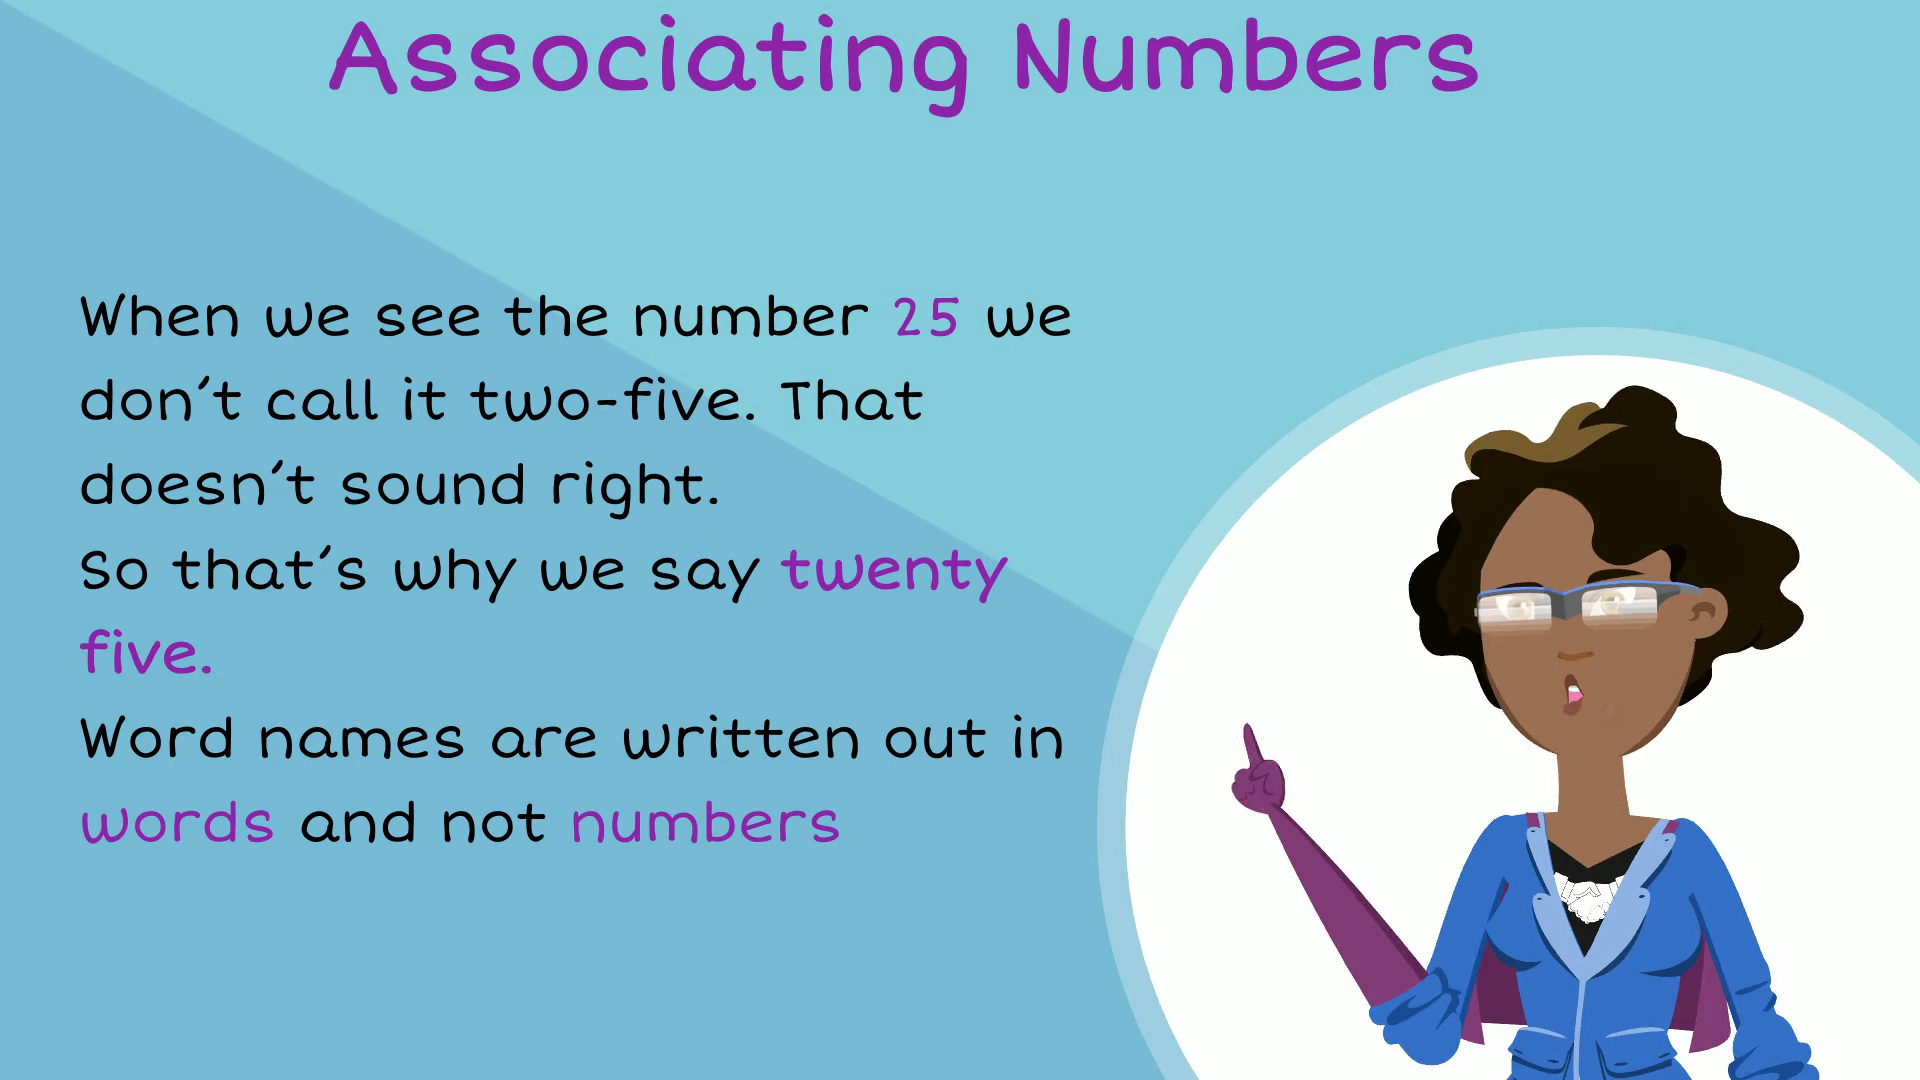 Associating Numbers
When we see the number 25 we
don't call it two-five. That
doesn't sound right.
So that's why we say twenty
five.
Word names are written out in
words and not numbers